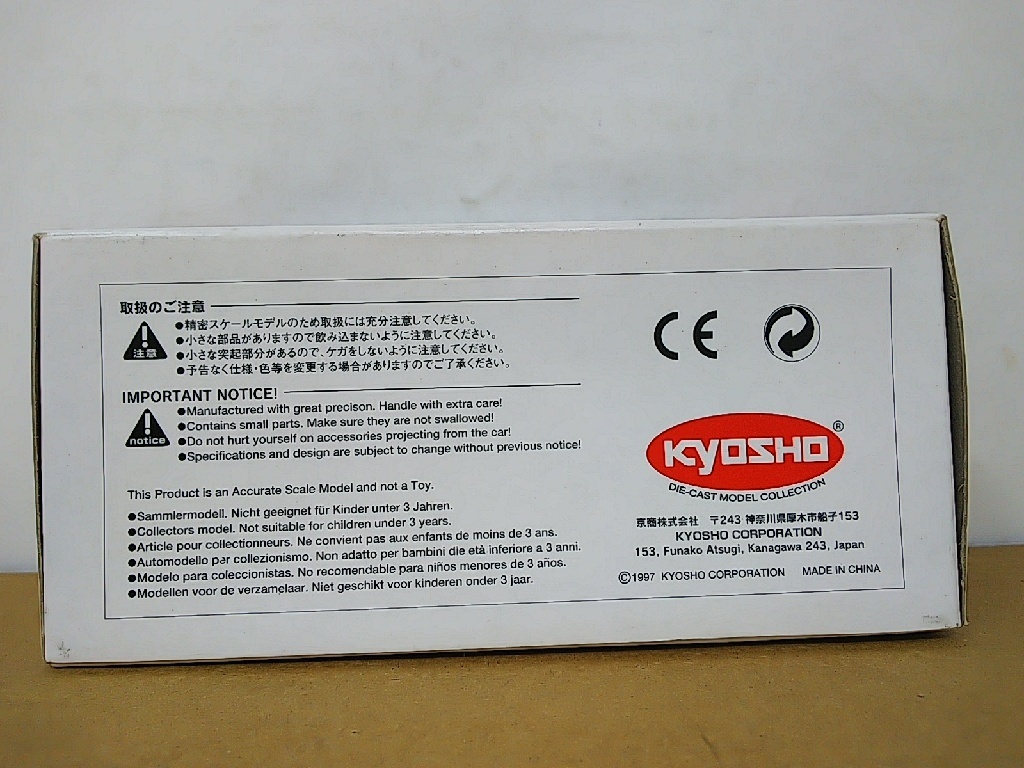 取扱のご注意
注意
●精密スケールモデルのため取扱には充分注意してください。
●小さな部品がありますので飲み込まないように注意してください。
●小さな突起部分があるので、ケガをしないように注意してください。
●予告なく仕様・色等を変更する場合がありますのでご了承ください。
IMPORTANT NOTICE!
notice
●Manufactured with great precison. Handle with extra care!
●Contains small parts. Make sure they are not swallowed!
●Do not hurt yourself on accessories projecting from the car!
●Specifications and design are subject to change without previous notice!
This Product is an Accurate Scale Model and not a Toy.
●Sammlermodell. Nicht geeignet für Kinder unter 3 Jahren.
●Collectors model. Not suitable for children under 3 years.
●Article pour collectionneurs. Ne convient pas aux enfants de moins de 3 ans.
●Automodello per collezionismo. Non adatto per bambini die età inferiore a 3 anni.
●Modelo para coleccionistas. No recomendable para niños menores de 3 años.
●Modellen voor de verzamelaar. Niet geschikt voor kinderen onder 3 jaar.
CE
KYOSHO®
DIE-CAST MODEL COLLECTION
京商株式会社 〒243 神奈川県厚木市船子153
KYOSHO CORPORATION
153, Funako Atsugi, Kanagawa 243, Japan
©1997 KYOSHO CORPORATION MADE IN CHINA